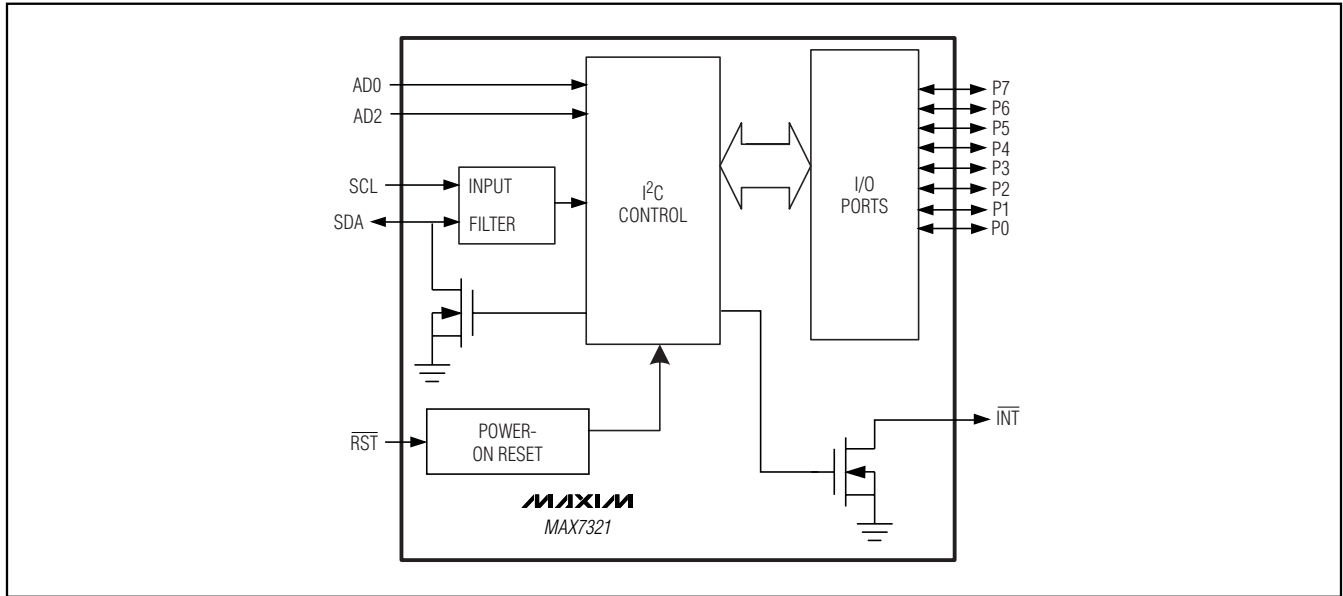 AD0
AD2
SCL
SDA
INPUT
FILTER
I²C
CONTROL
I/O
PORTS
P7
P6
P5
P4
P3
P2
P1
P0
RST
POWER-
ON RESET
INT
MAXIM
MAX7321